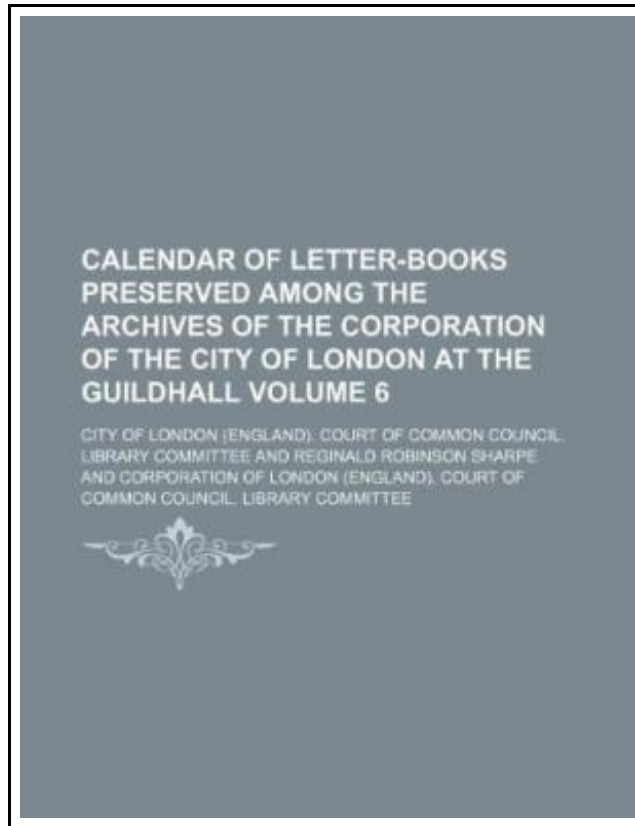 CALENDAR OF LETTER-BOOKS
PRESERVED AMONG THE
ARCHIVES OF THE CORPORATION
OF THE CITY OF LONDON AT THE
GUILDHALL VOLUME 6
CITY OF LONDON (ENGLAND). COURT OF COMMON COUNCIL.
LIBRARY COMMITTEE AND REGINALD ROBINSON SHARPE
AND CORPORATION OF LONDON (ENGLAND). COURT OF
COMMON COUNCIL. LIBRARY COMMITTEE